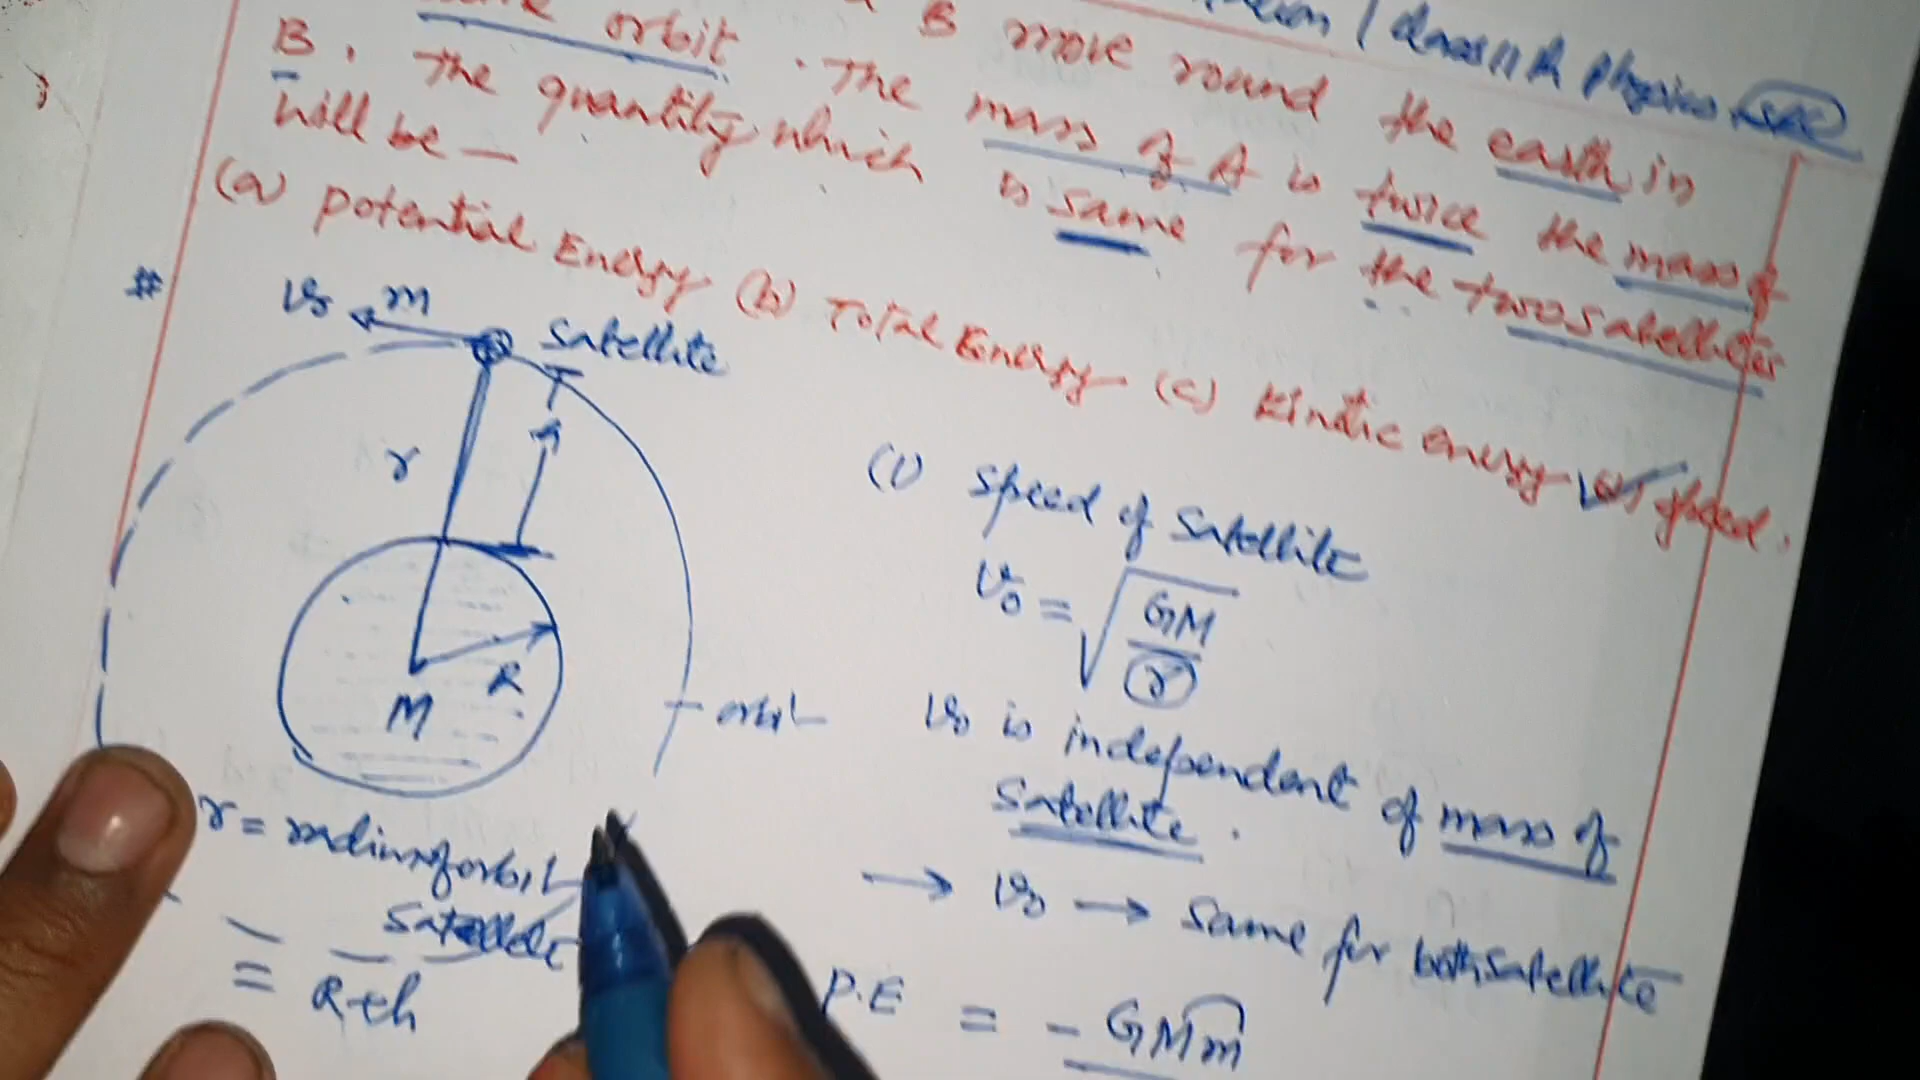 / class 11th physics
B move round the earth in
same orbit. The mass of A is twice the mass of
B. The quantity which is same for the two satellites
will be —
(a) potential Energy (b) Total Energy (c) Kinetic energy (d) speed.
#
v₀ m
satellite
r
h
R
M
orbit
r = radius of orbit
satellite
= R+h
(1) speed of satellite
v₀ = √(GM/r)
v₀ is independent of mass of
satellite.
→ v₀ → same for both satellite
P.E = - GMm